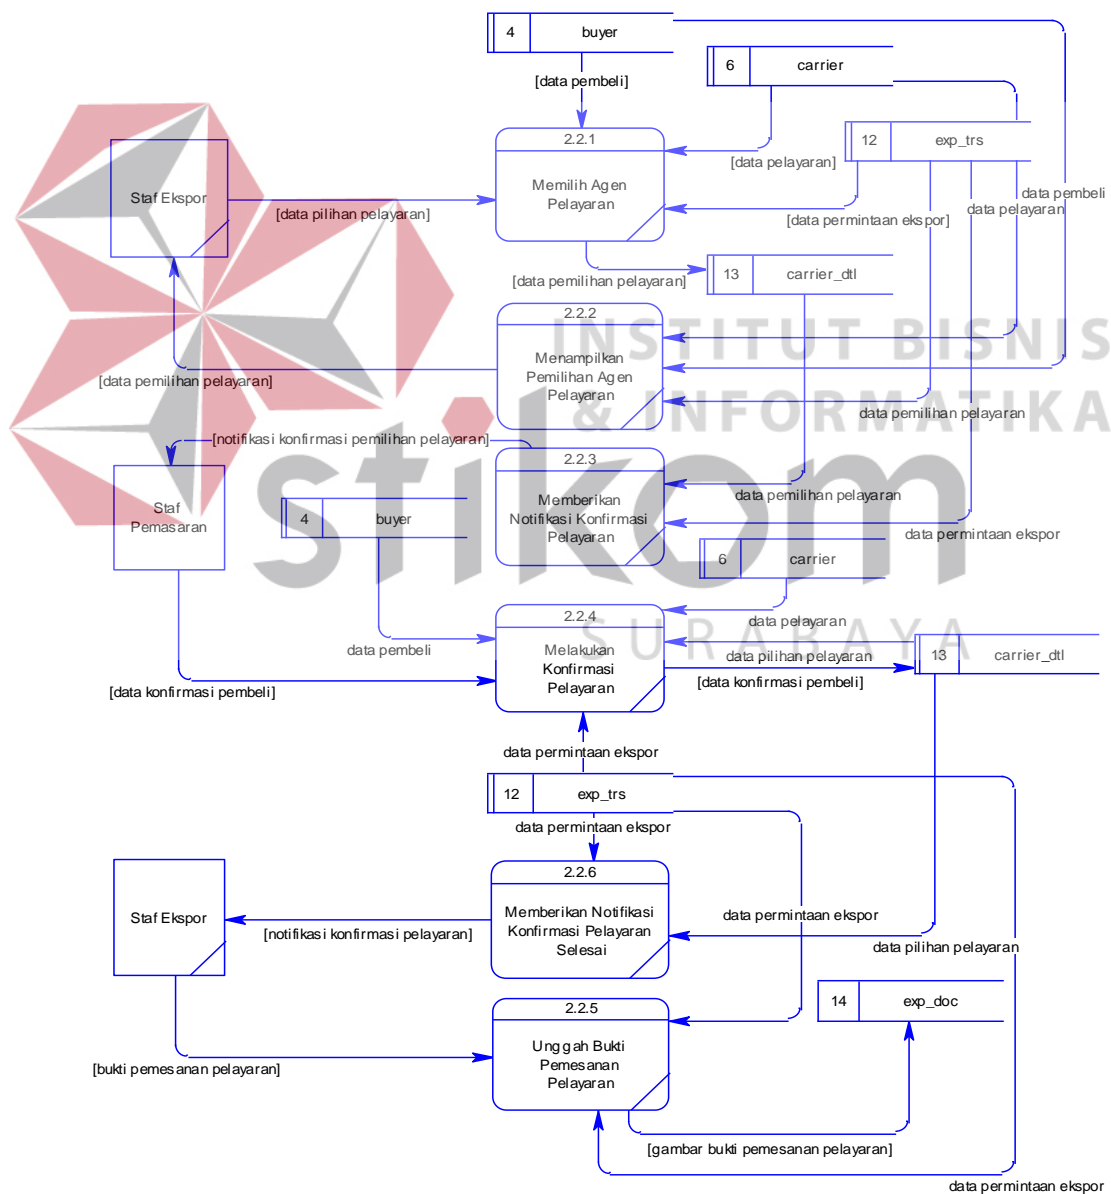 4 buyer
6 carrier
[data pembeli]
2.2.1
12 exp_trs
Memilih Agen
Pelayaran
[data pelayaran]
Staf Ekspor
[data pilihan pelayaran]
[data permintaan ekspor]
data pembeli
data pelayaran
[data pemilihan pelayaran]
13 carrier_dtl
2.2.2
INSTITUT BISNIS
Menampilkan
Pemilihan Agen
Pelayaran
[data pemilihan pelayaran]
& INFORMATIKA
data pemilihan pelayaran
[notifikasi konfirmasi pemilihan pelayaran]
stikom
2.2.3
Memberikan
Notifikasi Konfirmasi
Pelayaran
data pemilihan pelayaran
Staf
Pemasaran
4 buyer
data permintaan ekspor
6 carrier
2.2.4
data pelayaran
SURABAYA
Melakukan
Konfirmasi
Pelayaran
data pembeli
data pilihan pelayaran
13 carrier_dtl
[data konfirmasi pembeli]
[data konfirmasi pembeli]
data permintaan ekspor
12 exp_trs
data permintaan ekspor
2.2.6
Memberikan Notifikasi
Konfirmasi Pelayaran
Selesai
Staf Ekspor
[notifikasi konfirmasi pelayaran]
data permintaan ekspor
data pilihan pelayaran
14 exp_doc
2.2.5
Unggah Bukti
Pemesanan
Pelayaran
[bukti pemesanan pelayaran]
[gambar bukti pemesanan pelayaran]
data permintaan ekspor